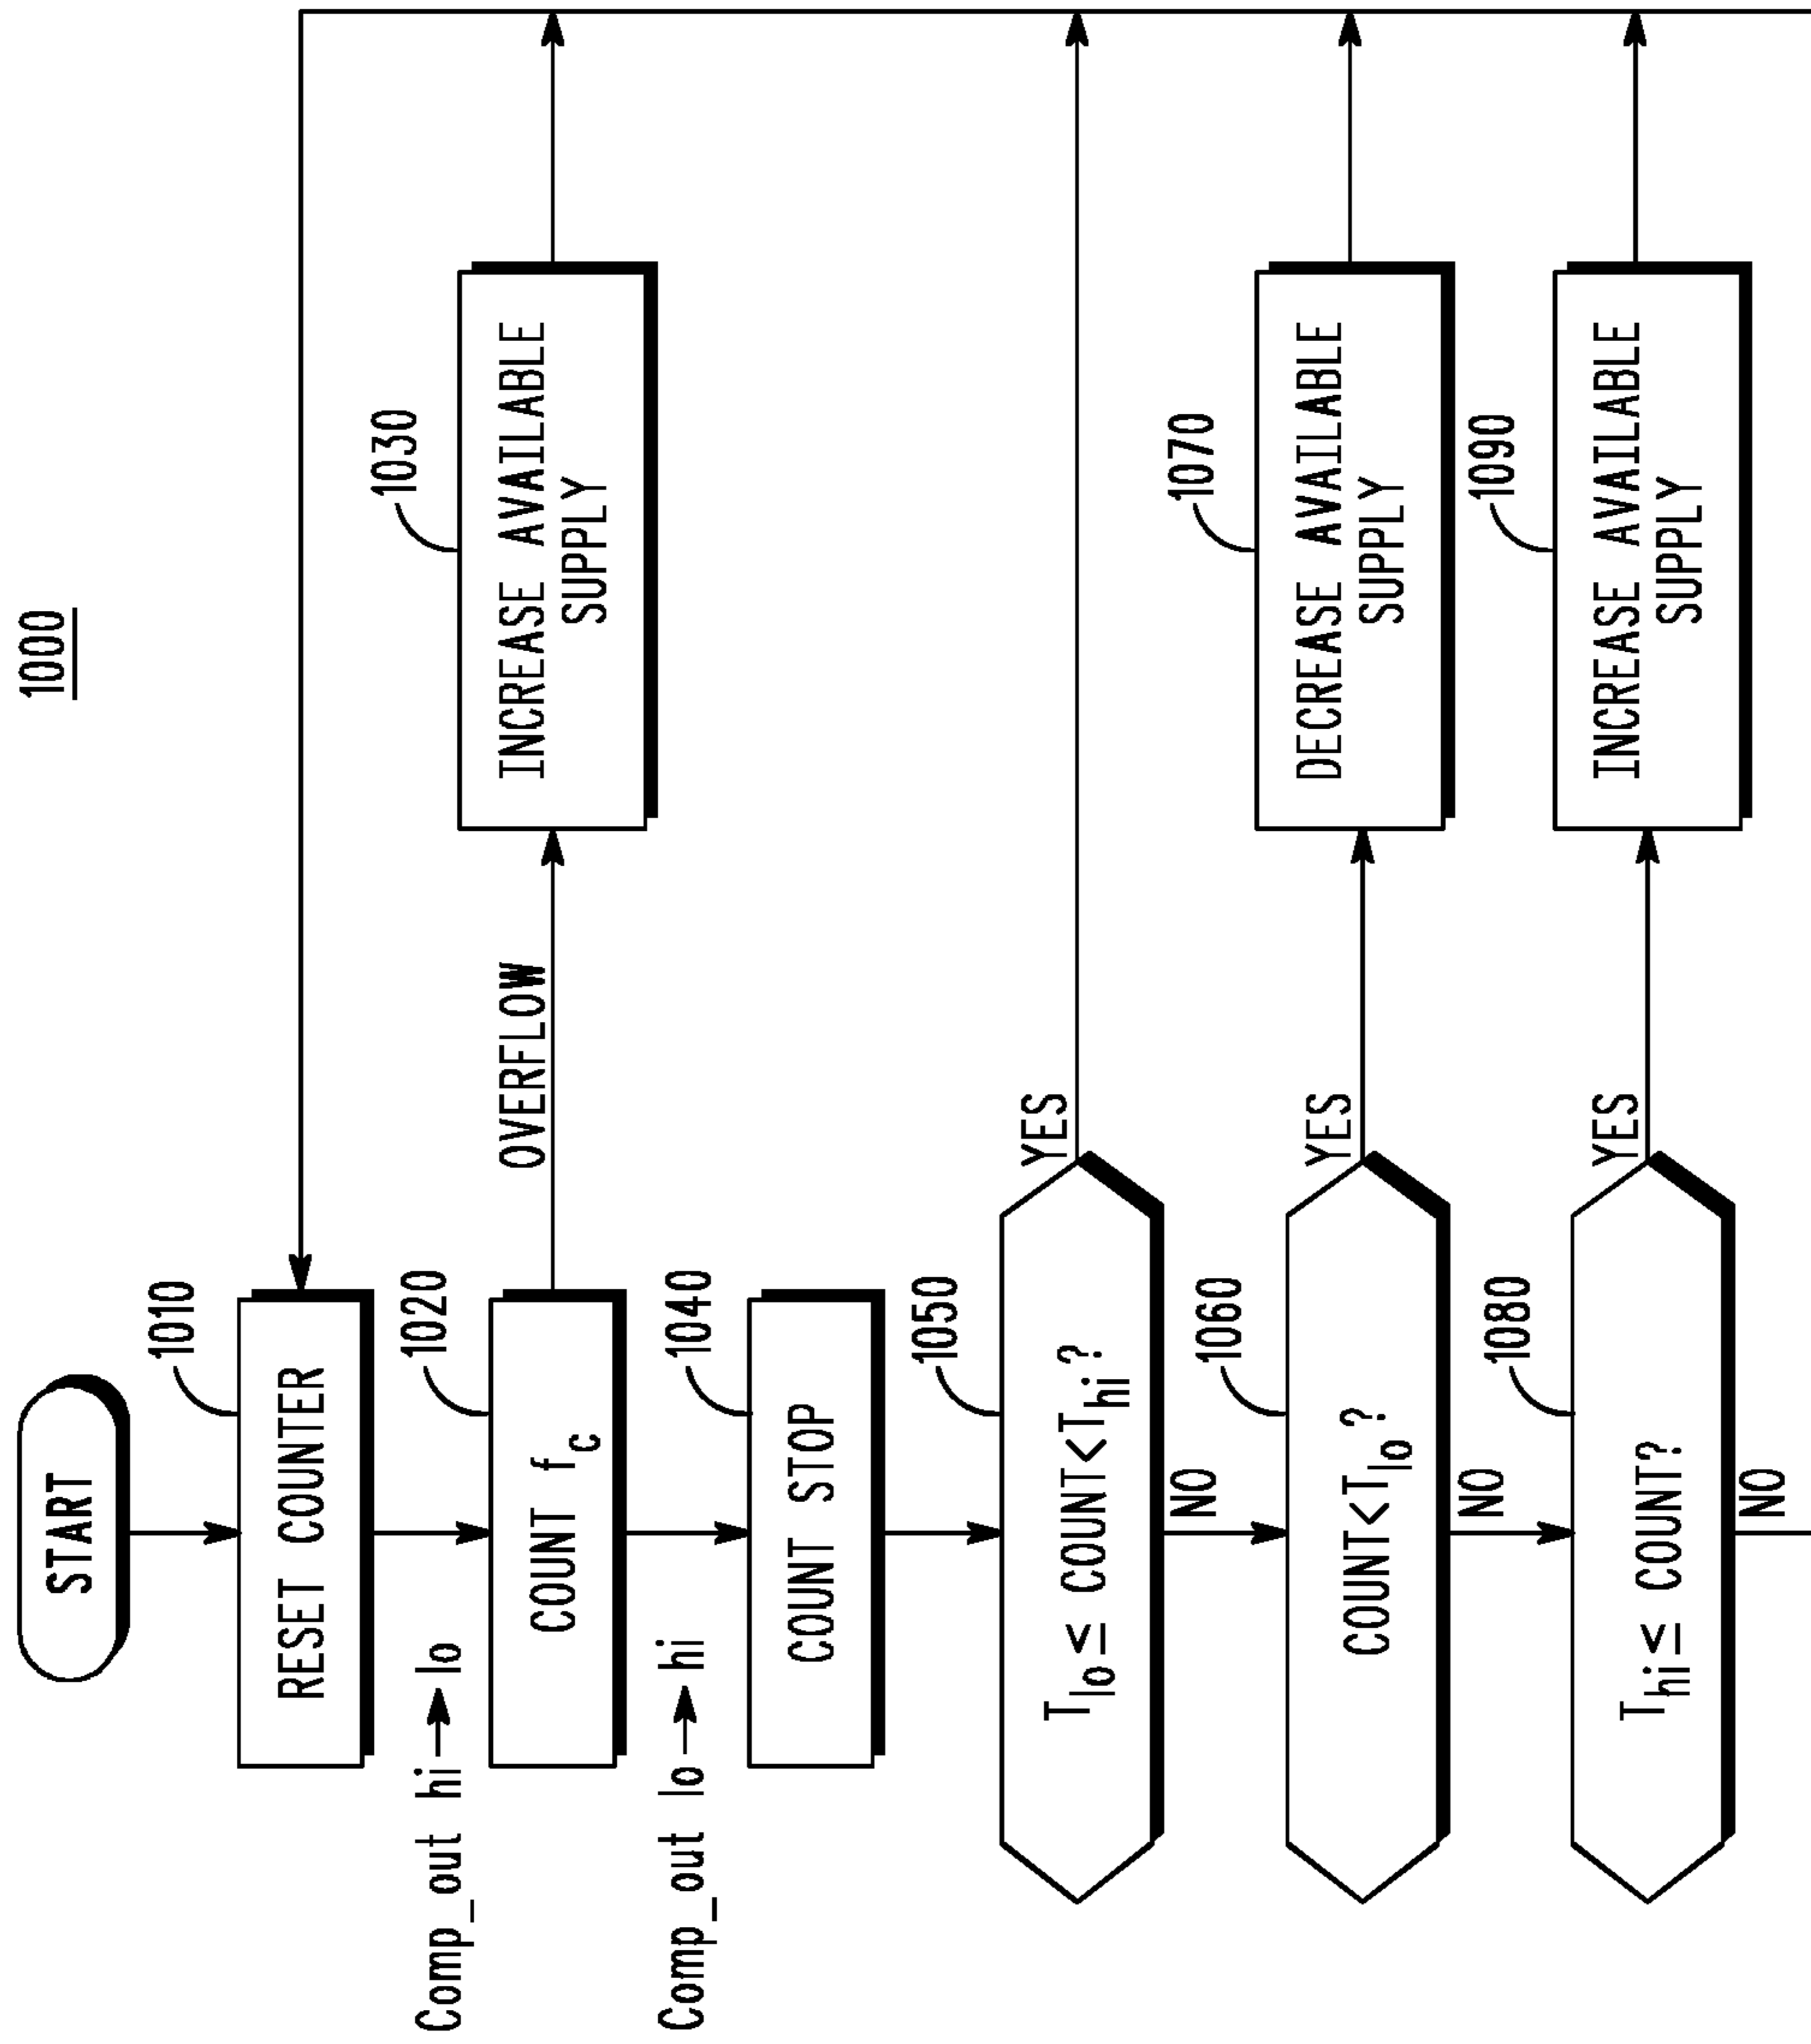 1000
START
1010
RESET COUNTER
Comp_out hi→lo
1020
COUNT fc
OVERFLOW
1030
INCREASE AVAILABLE
SUPPLY
Comp_out lo→hi
1040
COUNT STOP
1050
Tlo ≤ COUNT<Thi?
YES
NO
1060
COUNT<Tlo?
YES
1070
DECREASE AVAILABLE
SUPPLY
NO
1080
Thi≤ COUNT?
YES
1090
INCREASE AVAILABLE
SUPPLY
NO